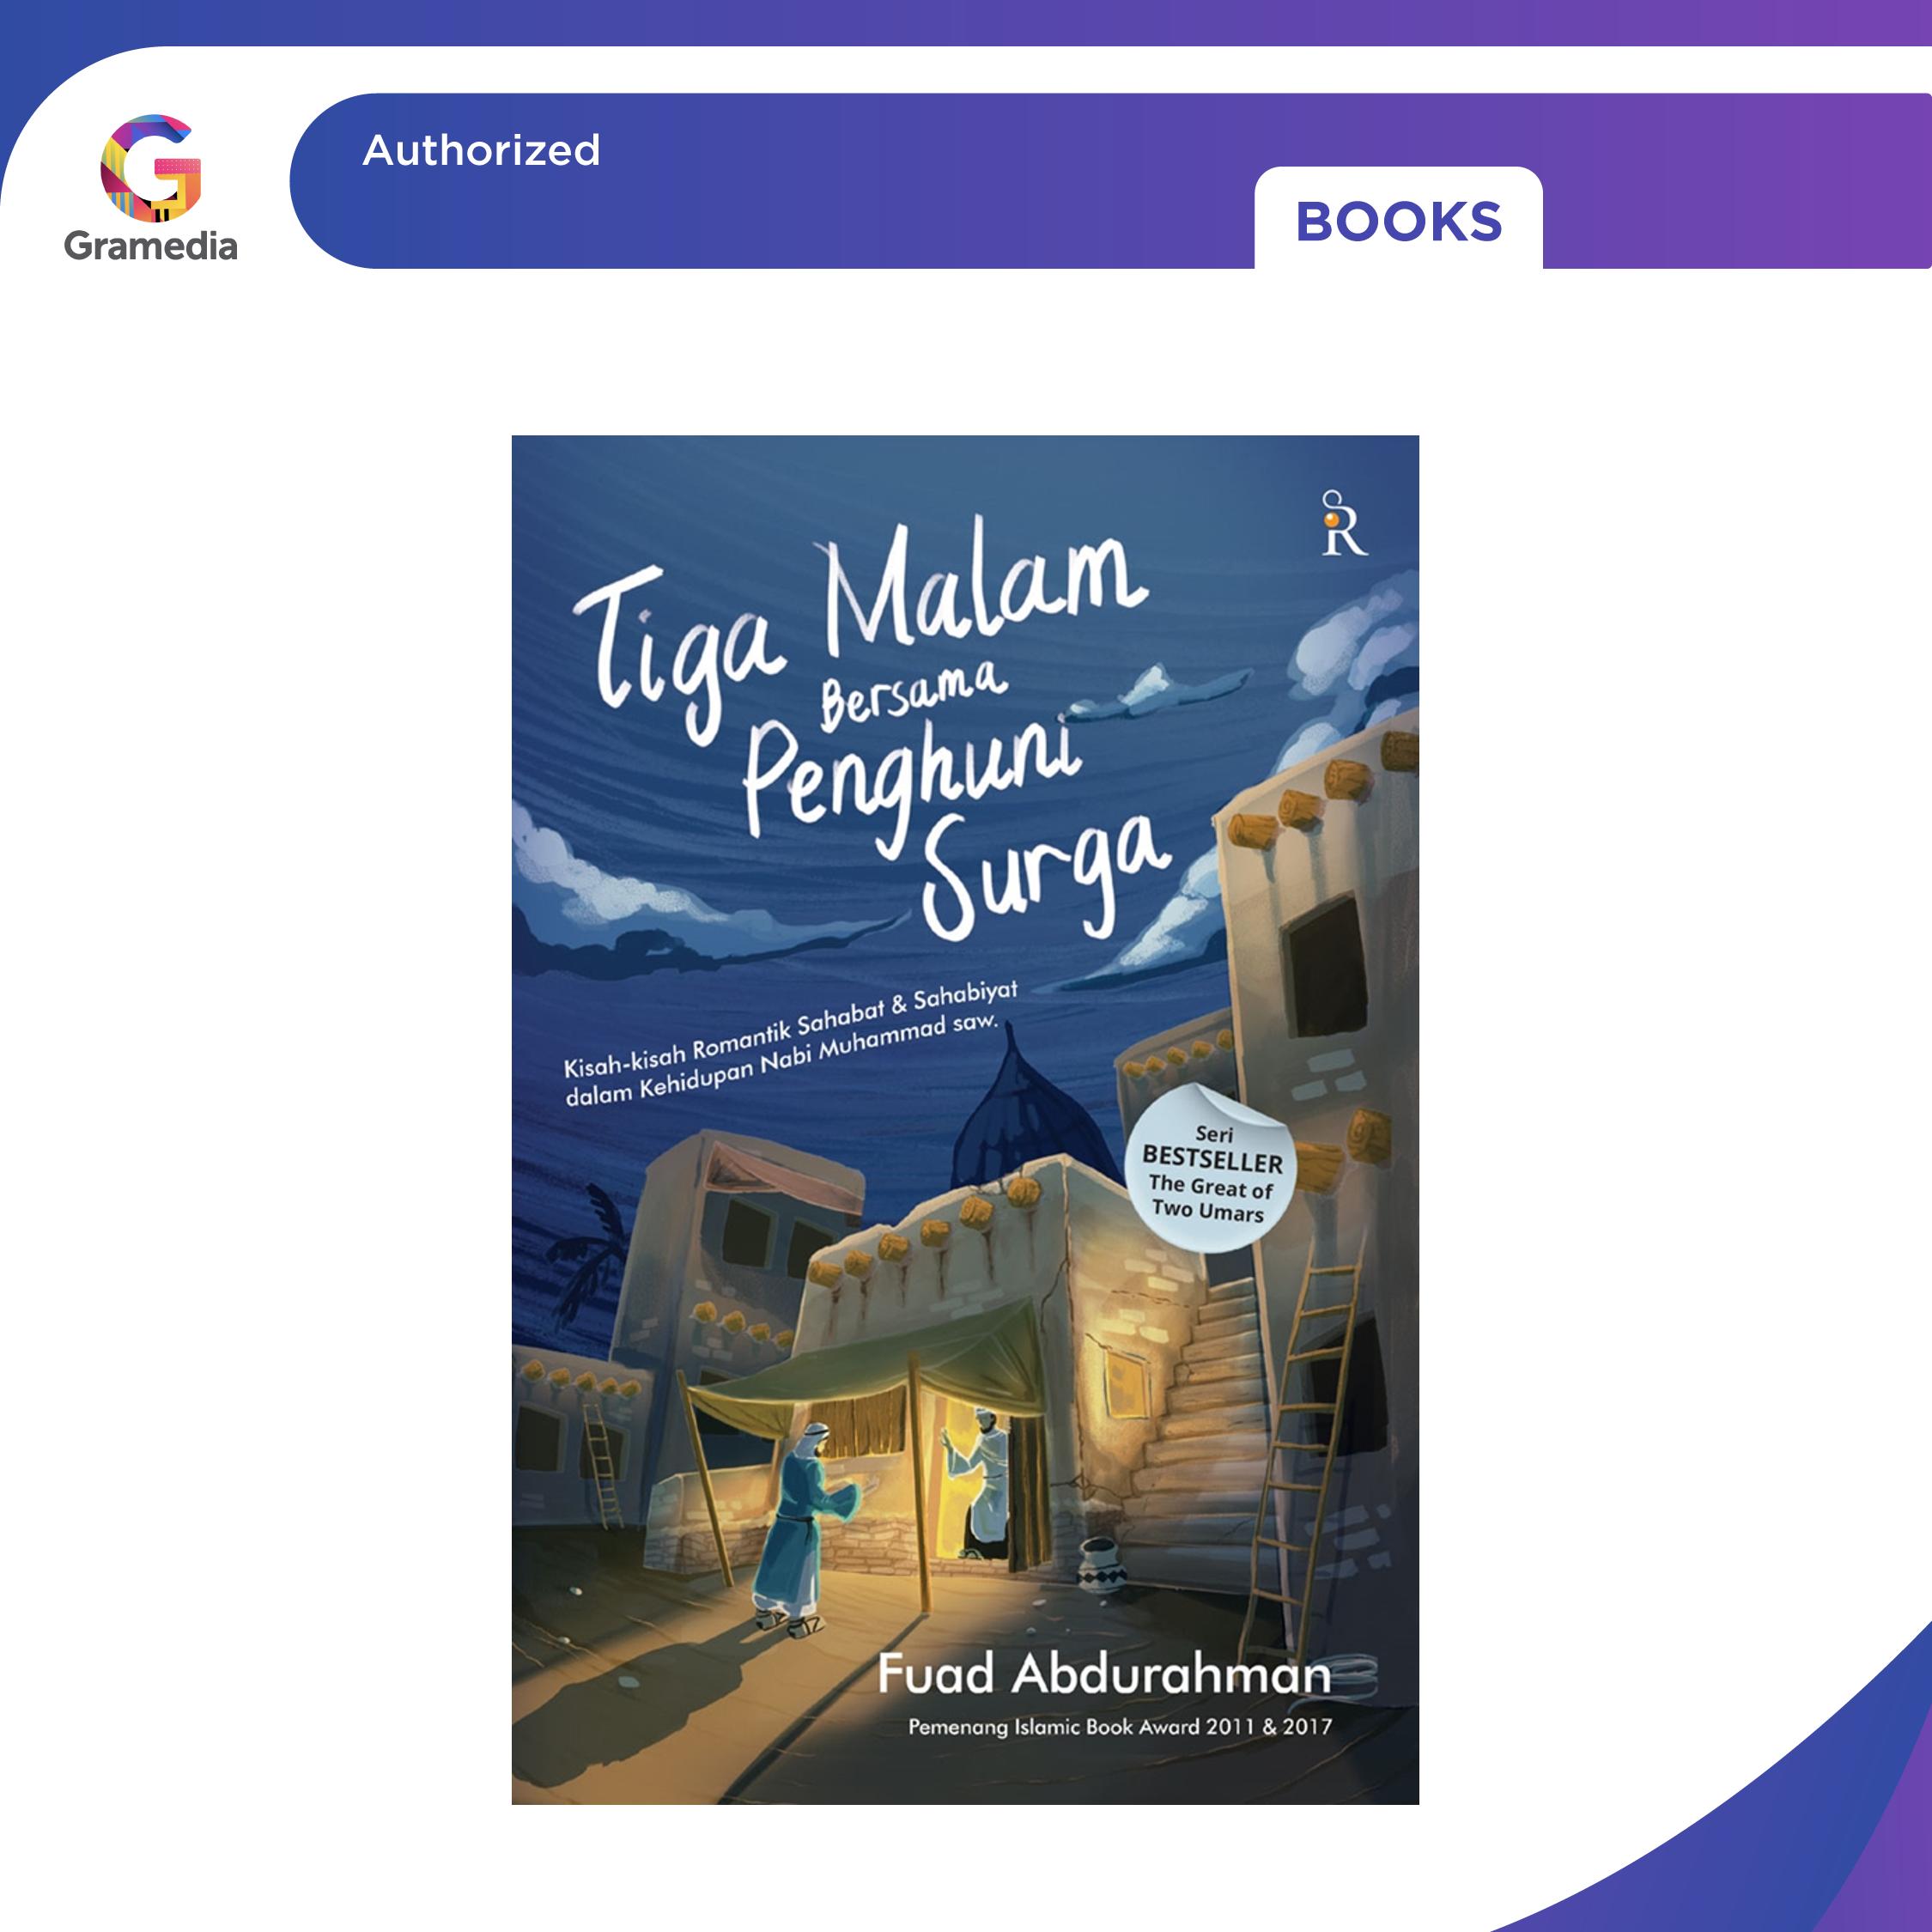 Authorized
Gramedia
BOOKS
Tiga Malam
Bersama
Penghuni
Surga
Kisah-kisah Romantik Sahabat & Sahabiyat
dalam Kehidupan Nabi Muhammad saw.
Seri
BESTSELLER
The Great of
Two Umars
Fuad Abdurahman
Pemenang Islamic Book Award 2011 & 2017